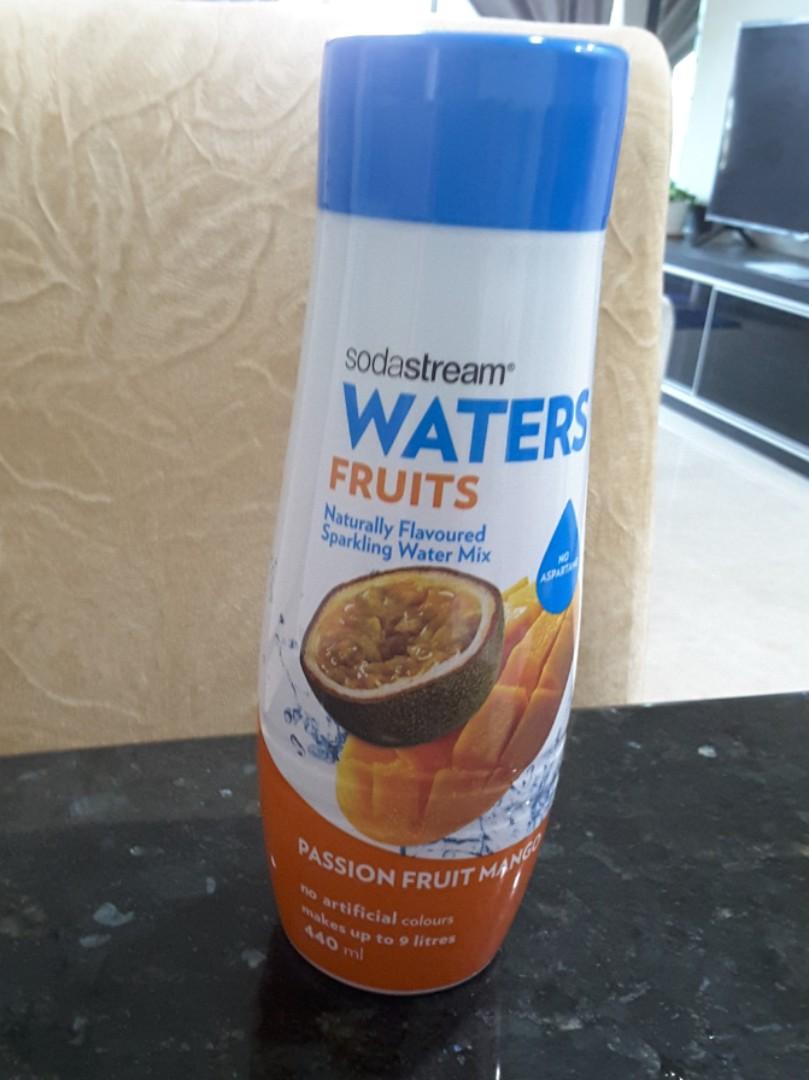 sodastream®
WATERS
FRUITS
Naturally Flavoured
Sparkling Water Mix
NO
ASPARTAME
PASSION FRUIT MANGO
no artificial colours
makes up to 9 litres
440 ml